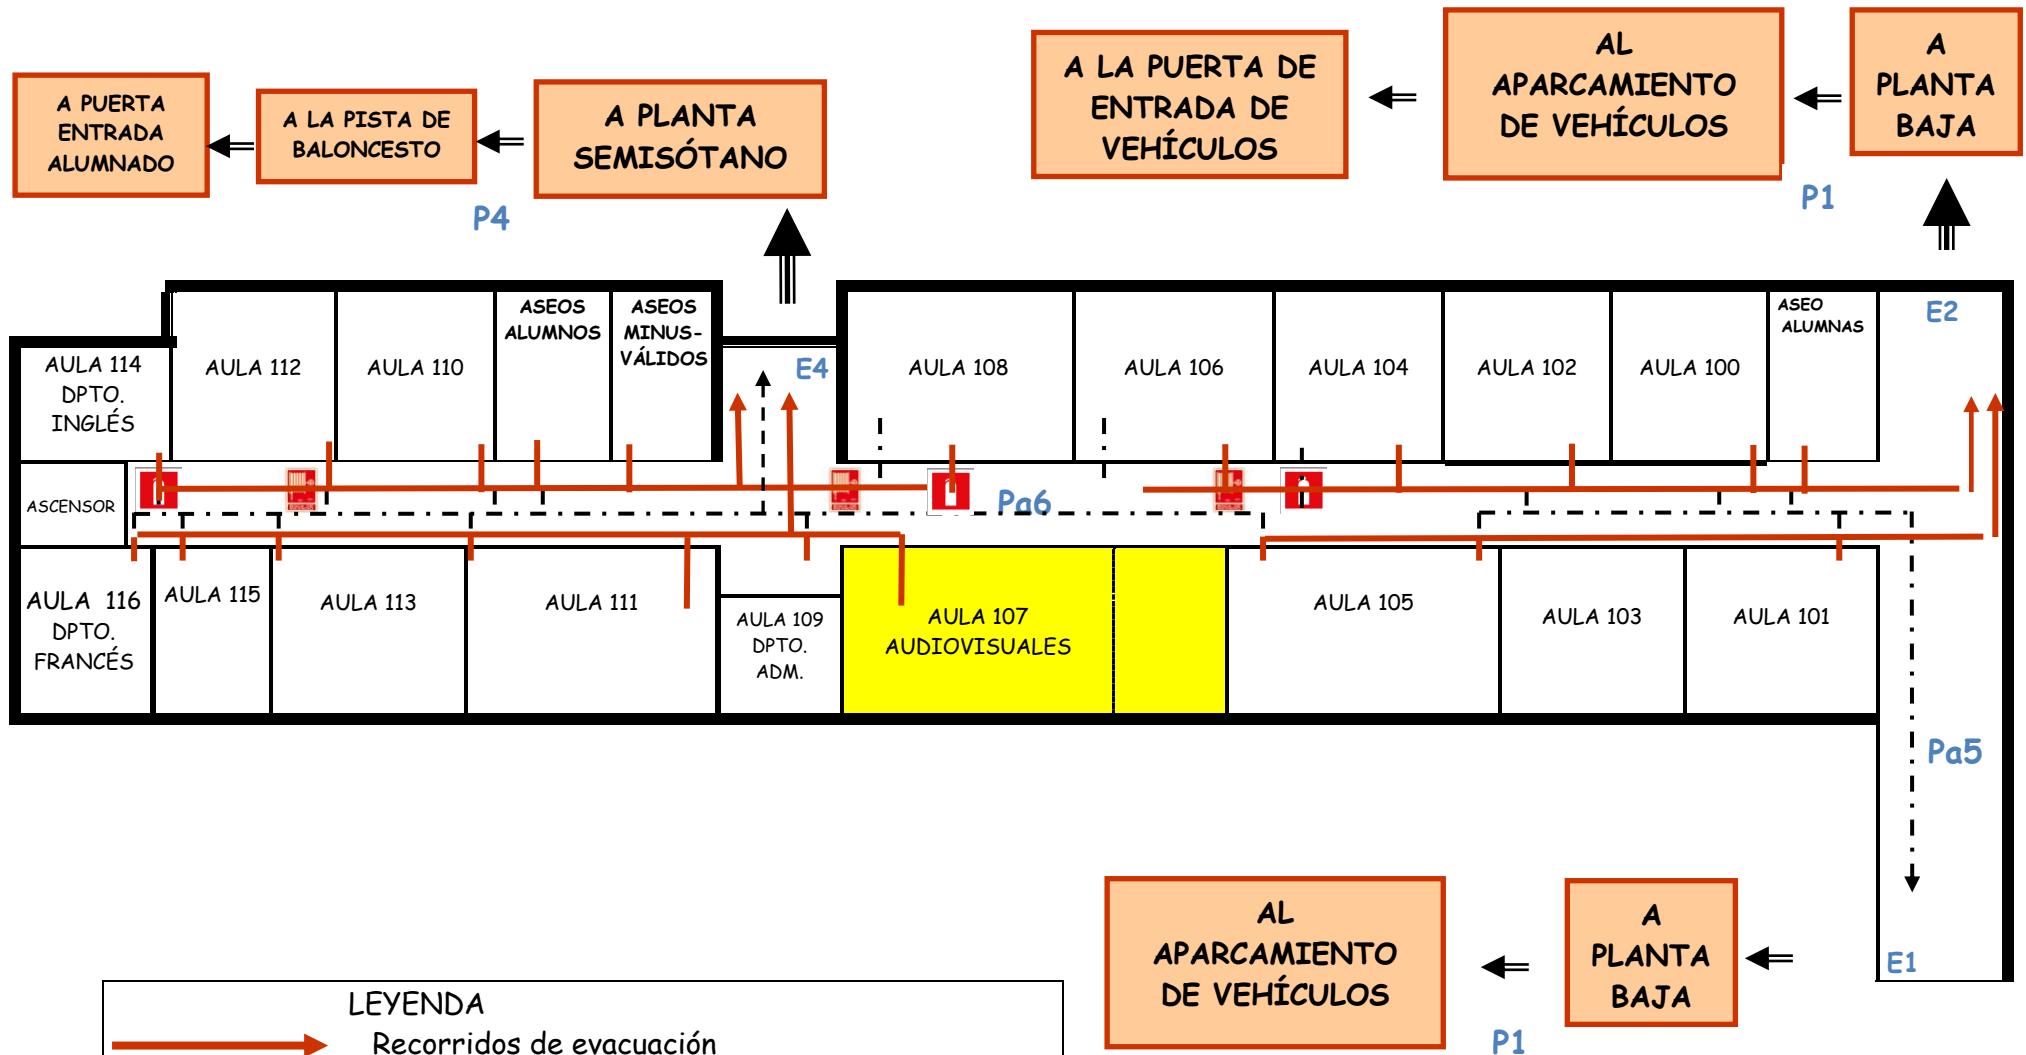 A PUERTA
ENTRADA
ALUMNADO
A LA PISTA DE
BALONCESTO
A PLANTA
SEMISÓTANO
A LA PUERTA DE
ENTRADA DE
VEHÍCULOS
AL
APARCAMIENTO
DE VEHÍCULOS
A
PLANTA
BAJA
P4
P1
AULA 114
DPTO.
INGLÉS
AULA 112
AULA 110
ASEOS
ALUMNOS
ASEOS
MINUS-
VÁLIDOS
E4
AULA 108
AULA 106
AULA 104
AULA 102
AULA 100
ASEO
ALUMNAS
E2
ASCENSOR
Pa6
AULA 116
DPTO.
FRANCÉS
AULA 115
AULA 113
AULA 111
AULA 109
DPTO.
ADM.
AULA 107
AUDIOVISUALES
AULA 105
AULA 103
AULA 101
Pa5
E1
AL
APARCAMIENTO
DE VEHÍCULOS
A
PLANTA
BAJA
P1
LEYENDA
Recorridos de evacuación